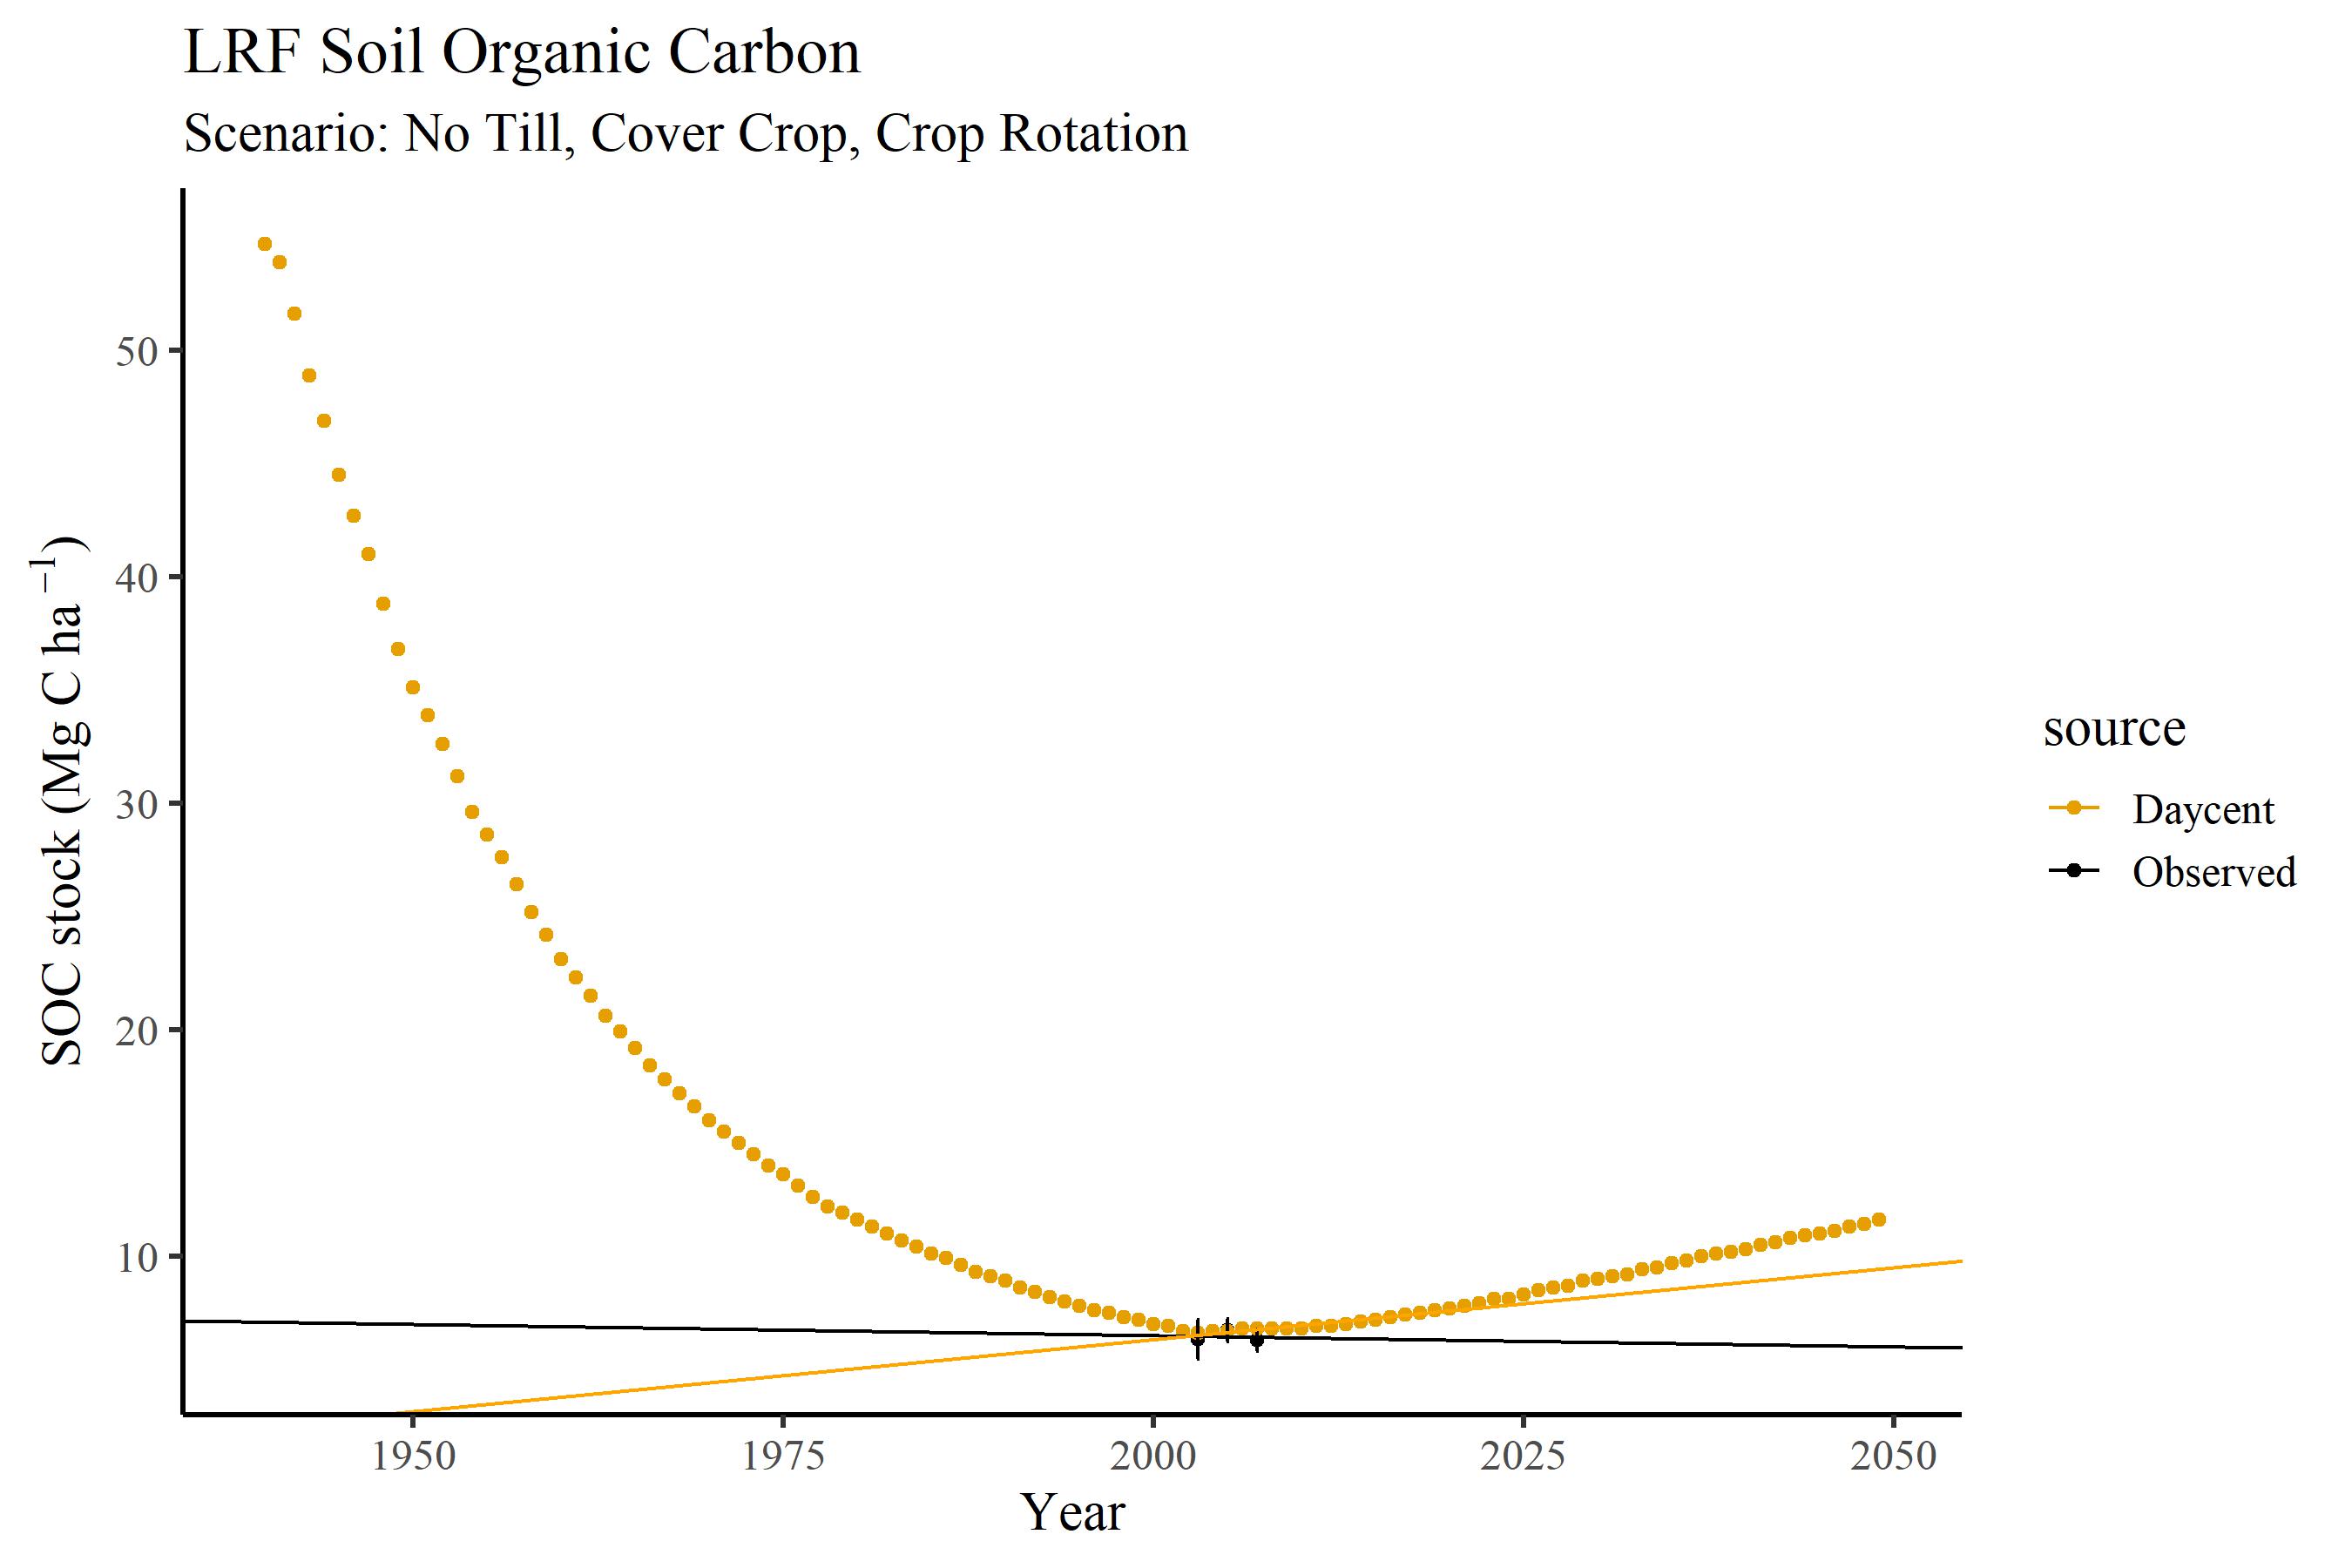 LRF Soil Organic Carbon
Scenario: No Till, Cover Crop, Crop Rotation
SOC stock (Mg C ha⁻¹)
50
40
30
20
10
1950 1975 2000 2025 2050
Year
source
Daycent
Observed